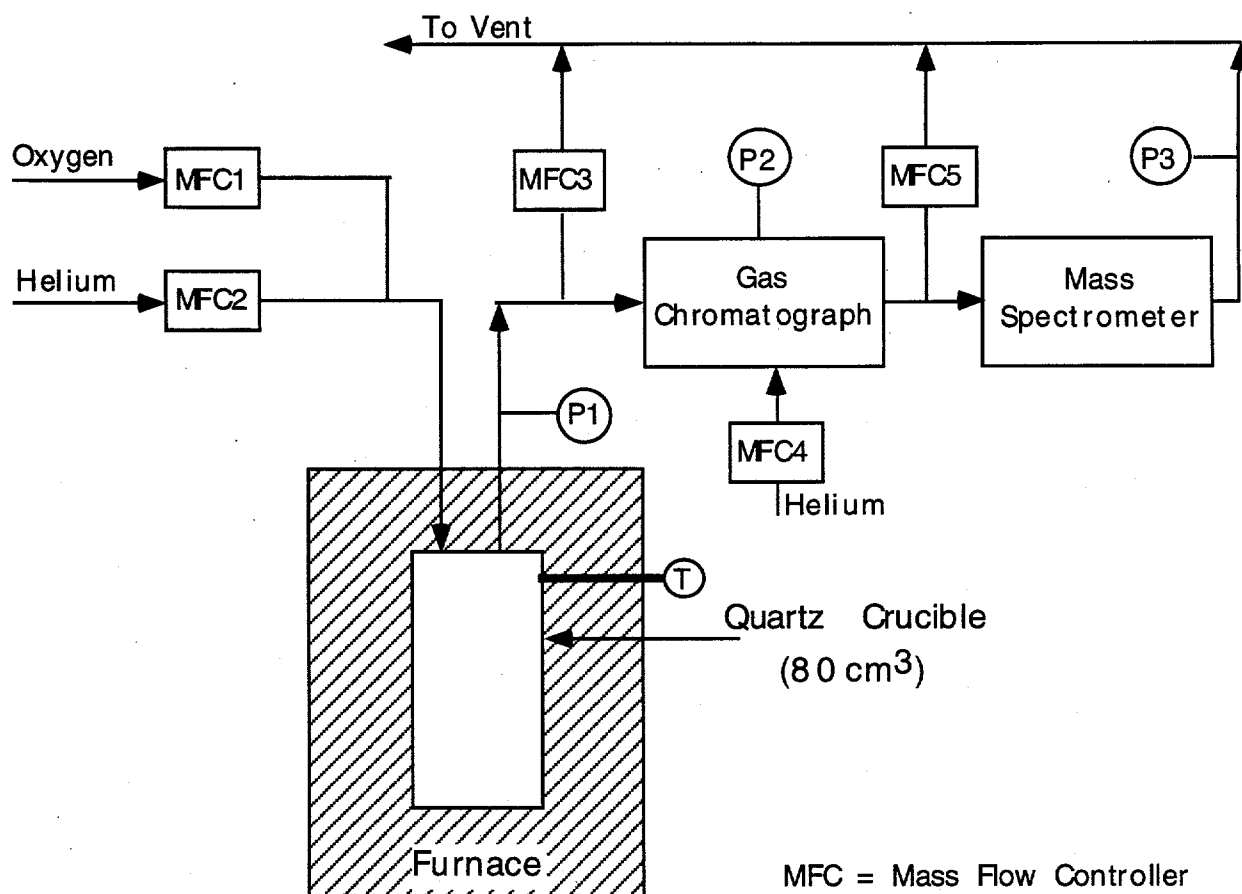 To Vent
Oxygen
MFC1
MFC3
P2
MFC5
P3
Helium
MFC2
Gas
Chromatograph
Mass
Spectrometer
P1
MFC4
Helium
T
Quartz Crucible
(80 cm³)
Furnace
MFC = Mass Flow Controller